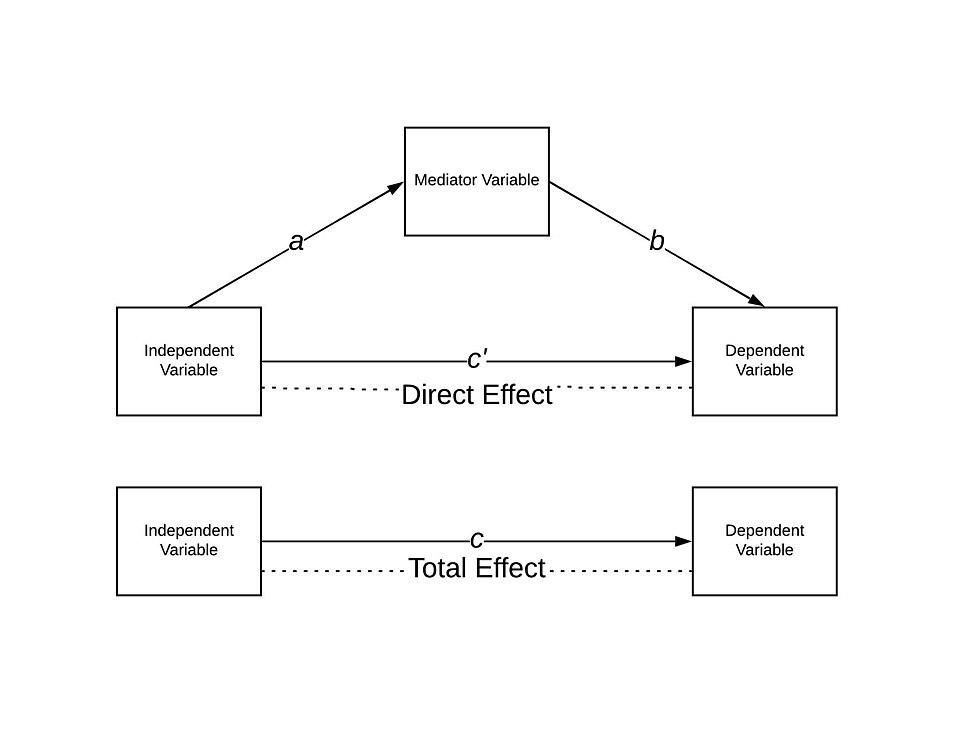 Mediator Variable
a
b
Independent
Variable
c'
Direct Effect
Dependent
Variable
Independent
Variable
c
Total Effect
Dependent
Variable